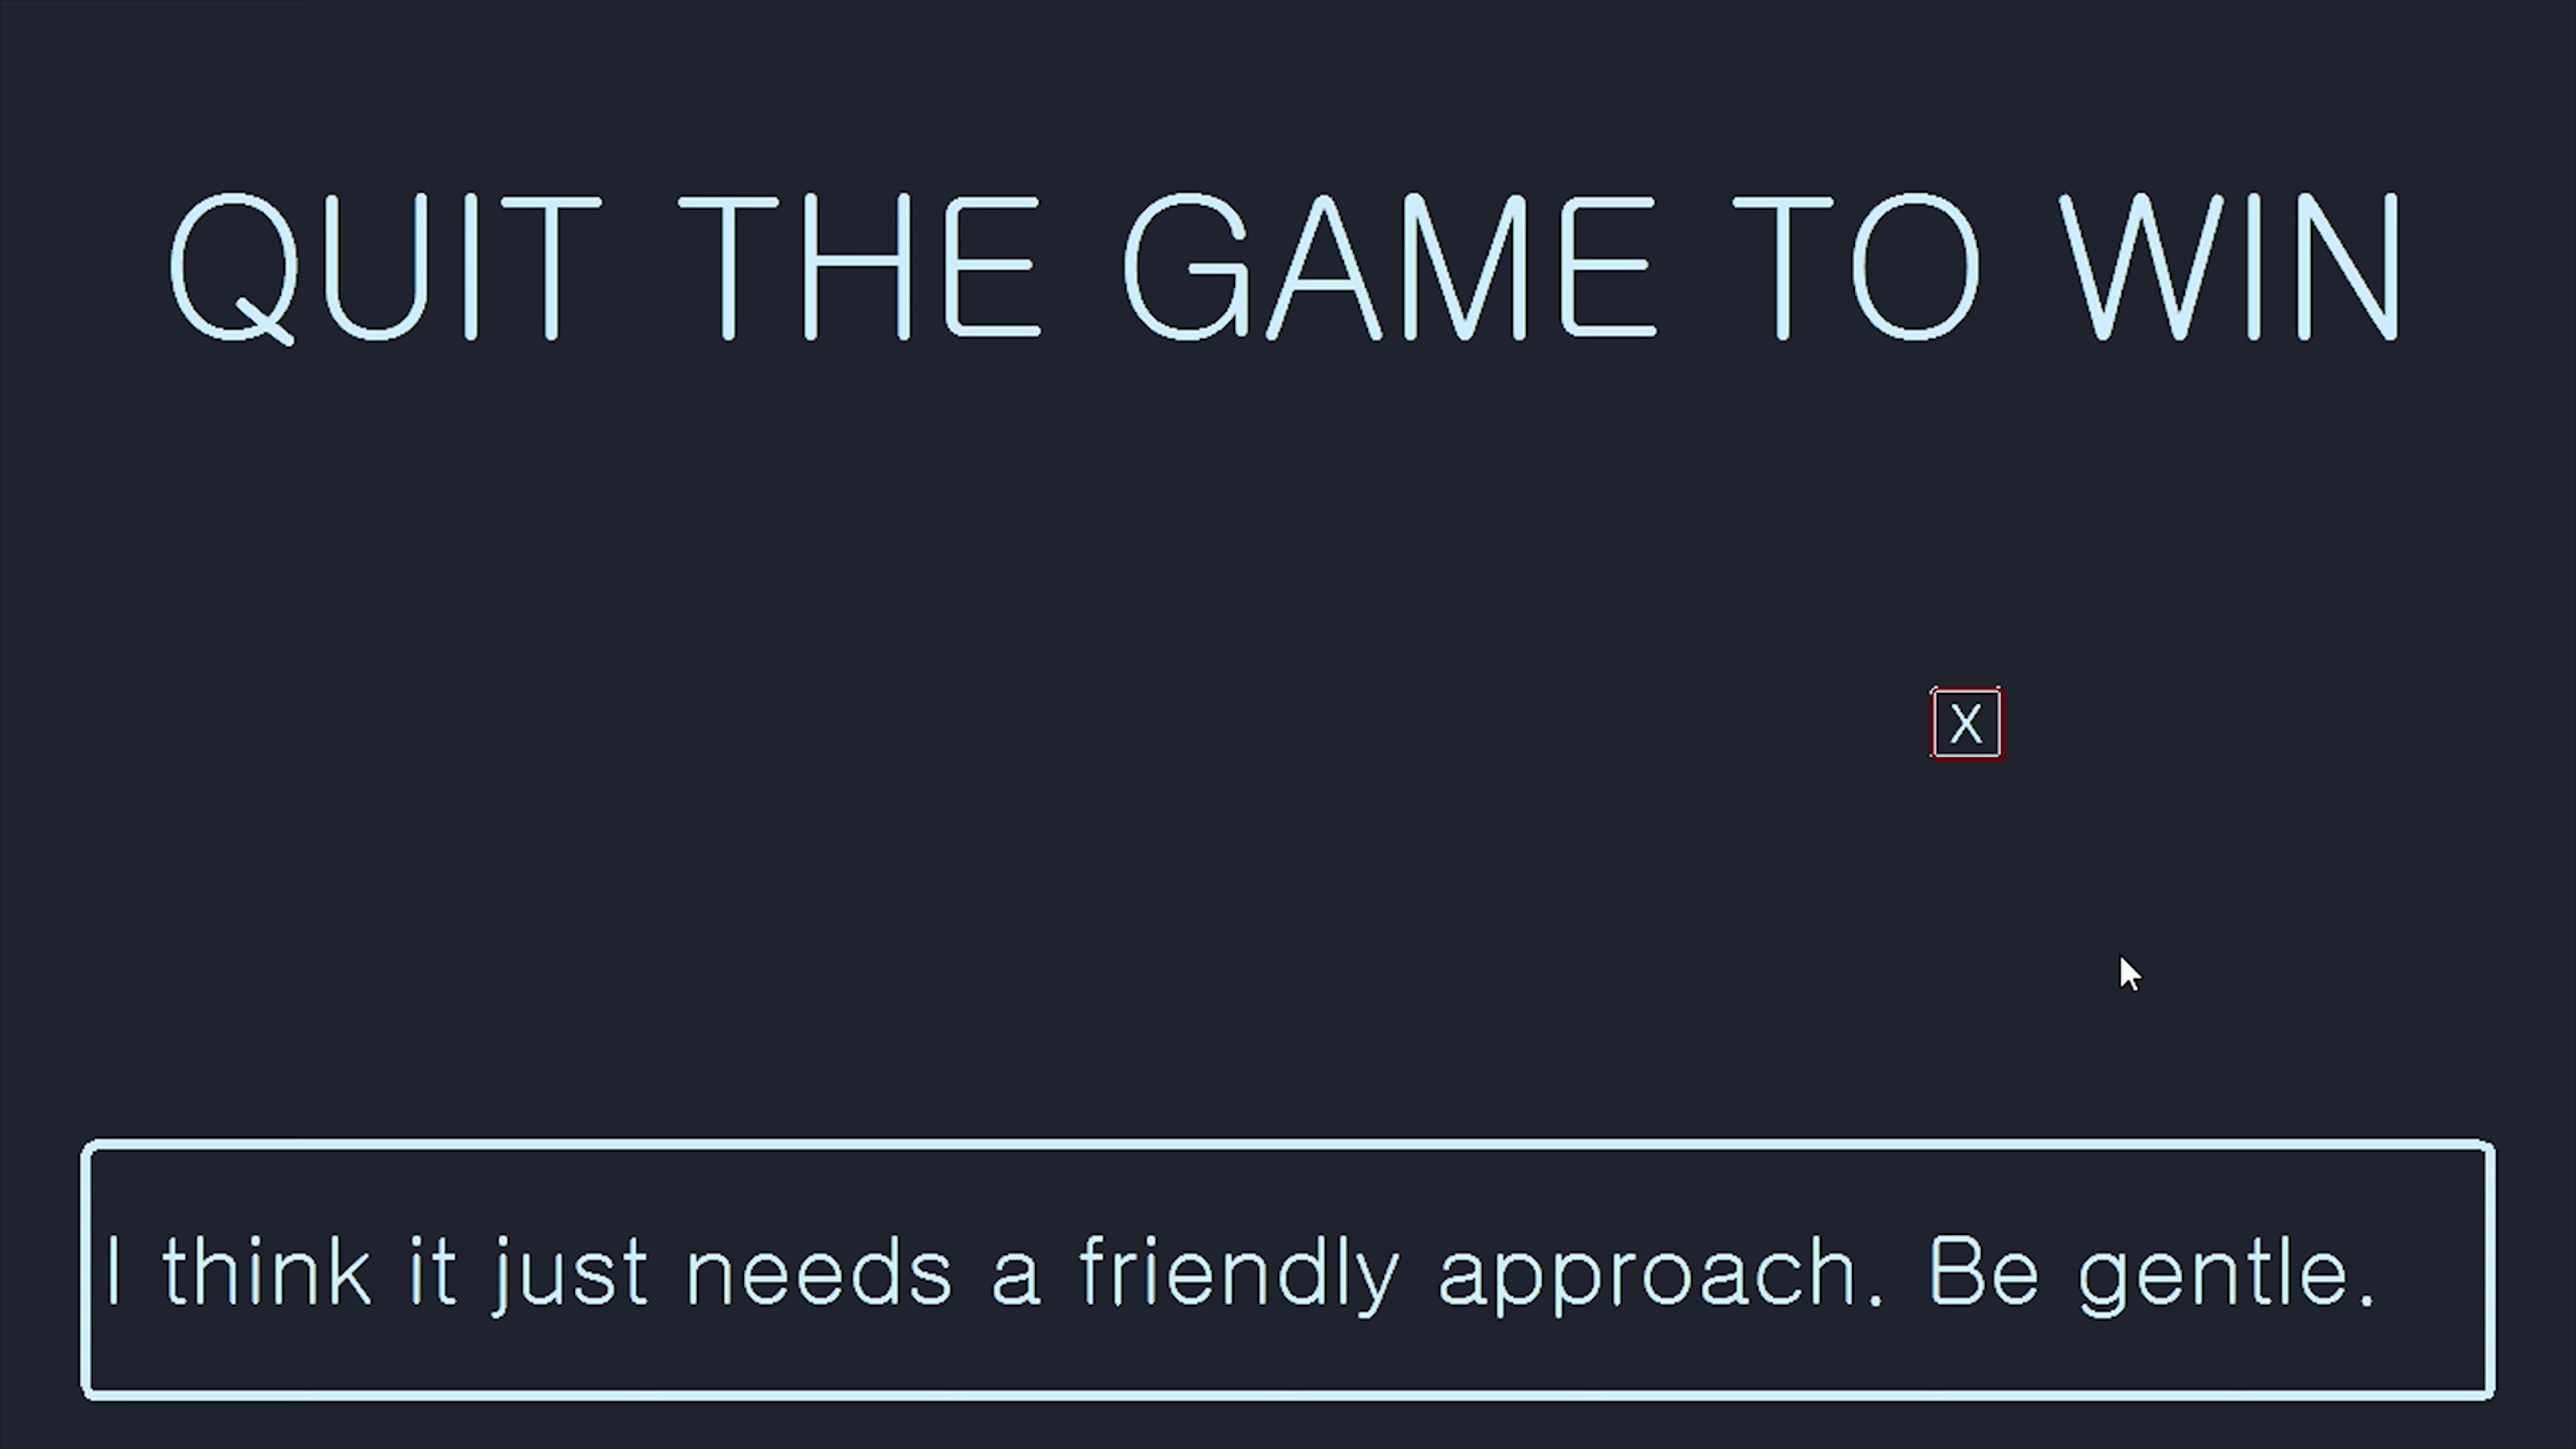 QUIT THE GAME TO WIN
X
I think it just needs a friendly approach. Be gentle.